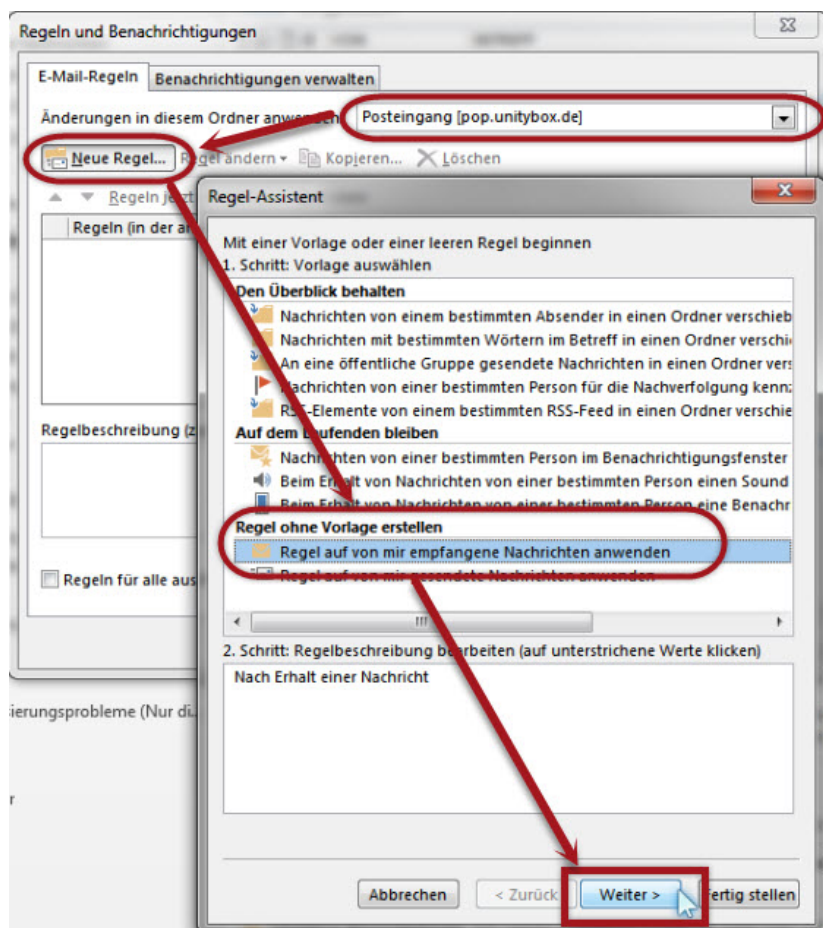 Regeln und Benachrichtigungen
E-Mail-Regeln
Benachrichtigungen verwalten
Änderungen in diesem Ordner anwenden
Posteingang [pop.unitybox.de]
Neue Regel...
Regel ändern
Kopieren...
Löschen
Regeln jetzt
Regeln (in der
Regelbeschreibung
Regeln für alle aus
Regel-Assistent
Mit einer Vorlage oder einer leeren Regel beginnen
1. Schritt: Vorlage auswählen
Den Überblick behalten
Nachrichten von einem bestimmten Absender in einen Ordner verschieb
Nachrichten mit bestimmten Wörtern im Betreff in einen Ordner verschi
An eine öffentliche Gruppe gesendete Nachrichten in einen Ordner vers
Nachrichten von einer bestimmten Person für die Nachverfolgung kennz
RSS-Elemente von einem bestimmten RSS-Feed in einen Ordner verschie
Auf dem Laufenden bleiben
Nachrichten von einer bestimmten Person im Benachrichtigungsfenster
Beim Erhalt von Nachrichten von einer bestimmten Person einen Sound
Beim Erhalt von Nachrichten von einer bestimmten Person eine Benachr
Regel ohne Vorlage erstellen
Regel auf von mir empfangene Nachrichten anwenden
Regel auf von mir gesendete Nachrichten anwenden
2. Schritt: Regelbeschreibung bearbeiten (auf unterstrichene Werte klicken)
Nach Erhalt einer Nachricht
sierungsprobleme (Nur di...
r
Abbrechen
< Zurück
Weiter >
Fertig stellen